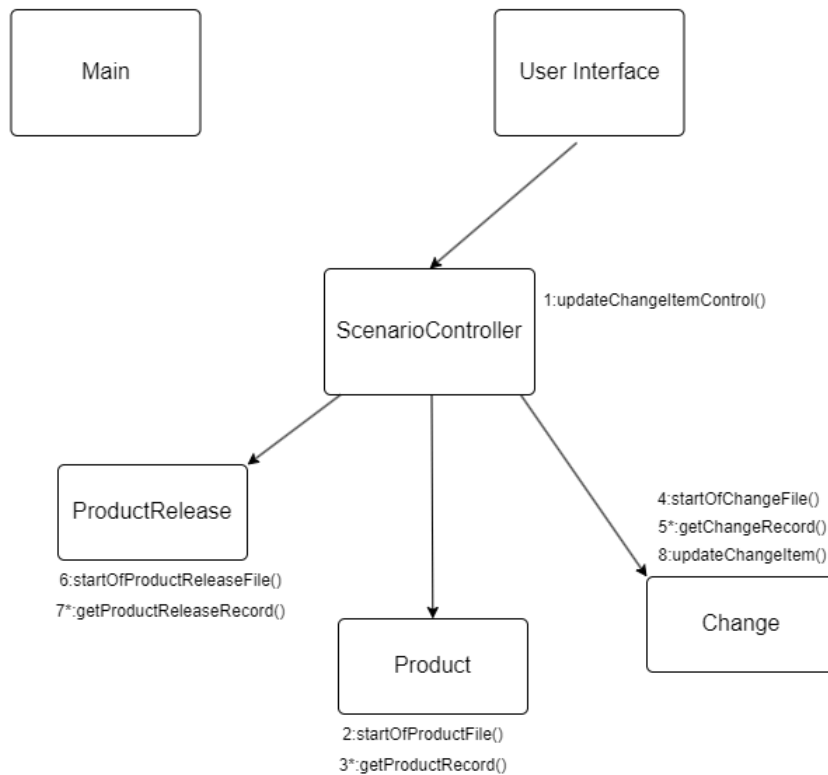 Main
User Interface
1:updateChangeItemControl()
ScenarioController
ProductRelease
6:startOfProductReleaseFile()
7*:getProductReleaseRecord()
4:startOfChangeFile()
5*:getChangeRecord()
8:updateChangeItem()
Change
Product
2:startOfProductFile()
3*:getProductRecord()